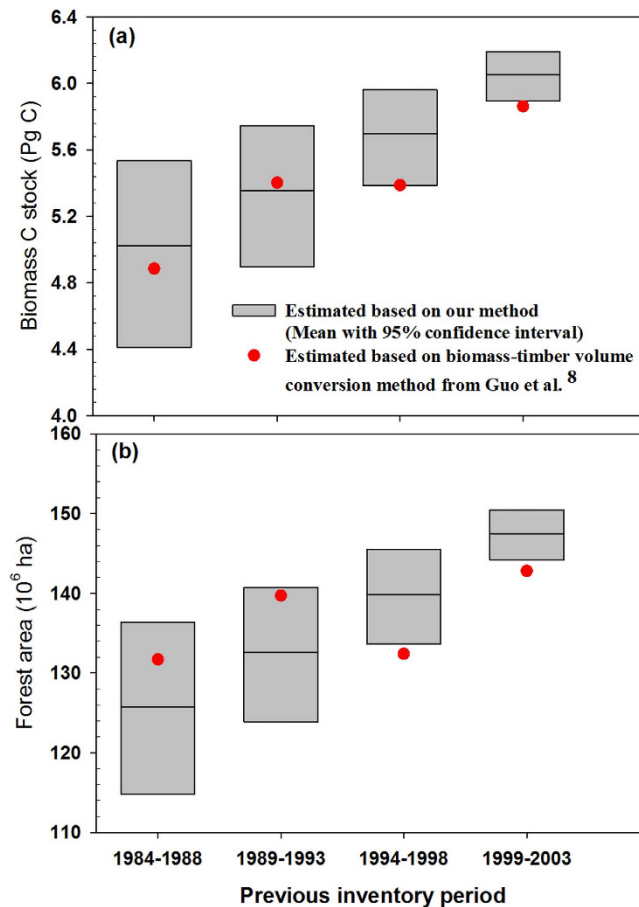 6.4
(a)
6.0
5.6
5.2
4.8
4.4
4.0
Biomass C stock (Pg C)
Estimated based on our method
(Mean with 95% confidence interval)
Estimated based on biomass-timber volume
conversion method from Guo et al. 8
160
(b)
150
140
130
120
110
Forest area (10⁶ ha)
1984-1988 1989-1993 1994-1998 1999-2003
Previous inventory period